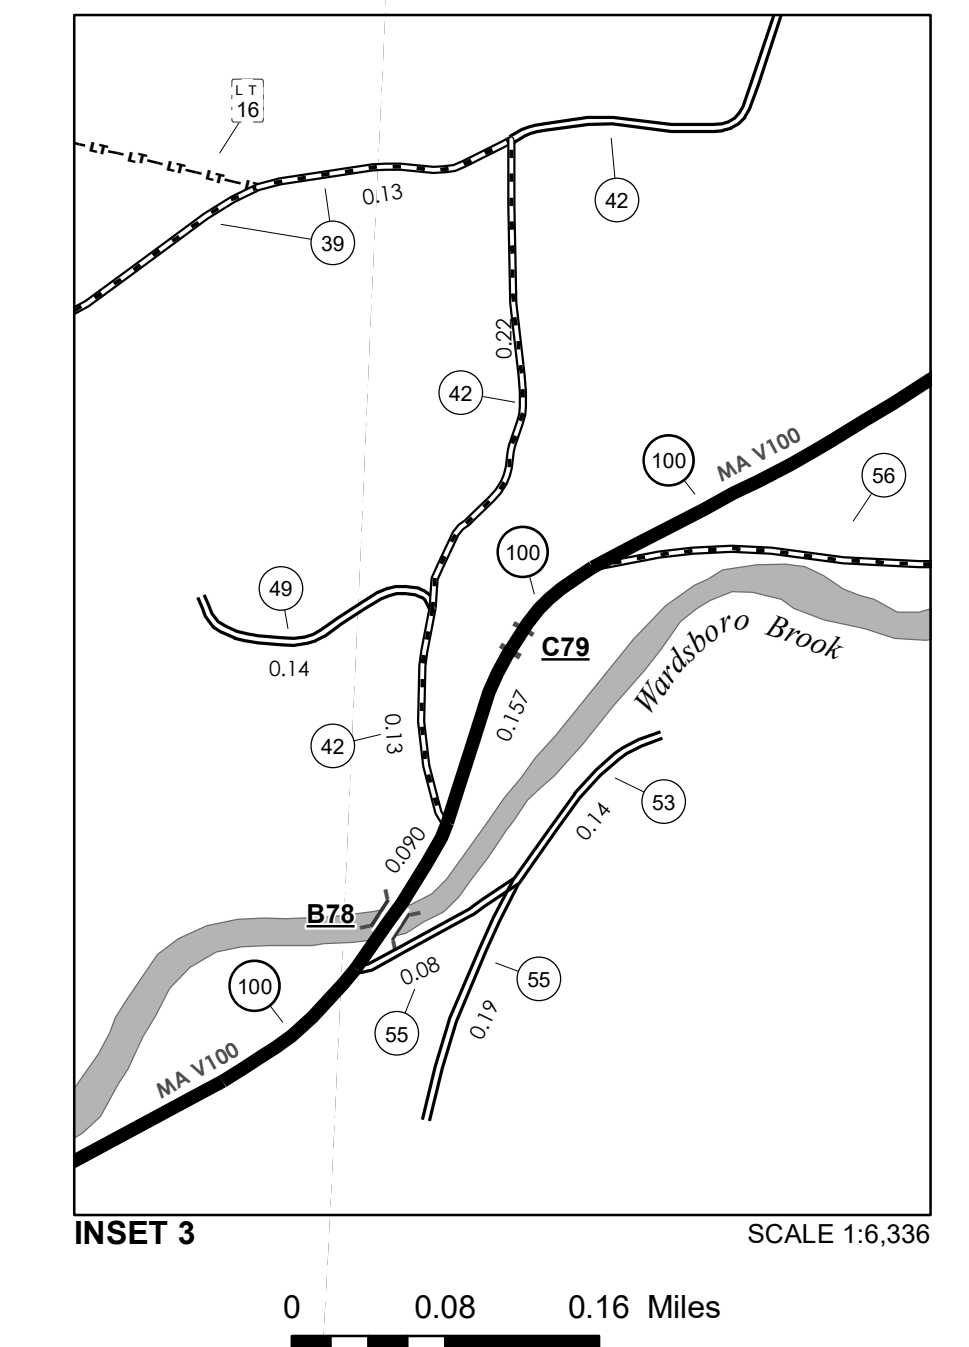 L T
16
LT LT LT LT LT
0.13
39
42
0.22
42
100
MA V100
56
100
49
C79
Wardsboro Brook
0.14
0.157
42
0.13
53
0.14
0.090
B78
0.08
55
100
0.19
55
MA V100
INSET 3
SCALE 1:6,336
0 0.08 0.16 Miles